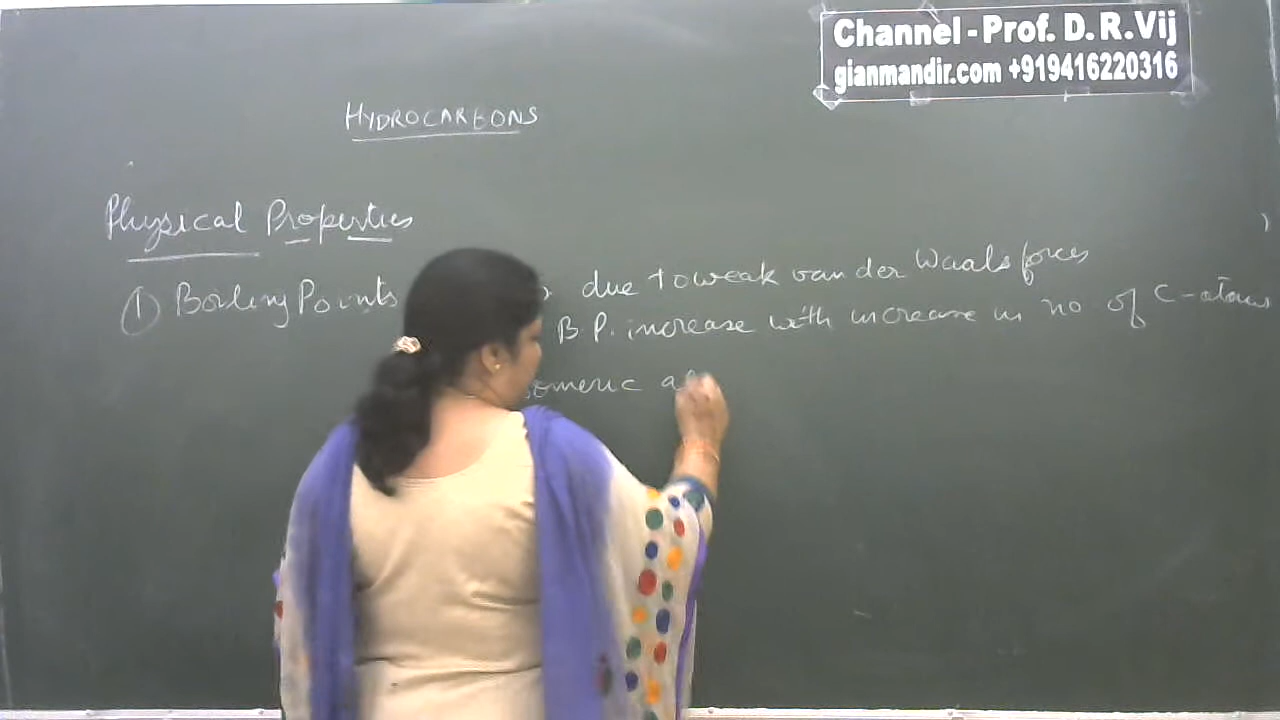 Channel - Prof. D. R. Vij
gianmandir.com +919416220316
HYDROCARBONS
Physical Properties
① Boiling Points due to weak van der Waals forces
B P. increase with increase in no of C-atoms